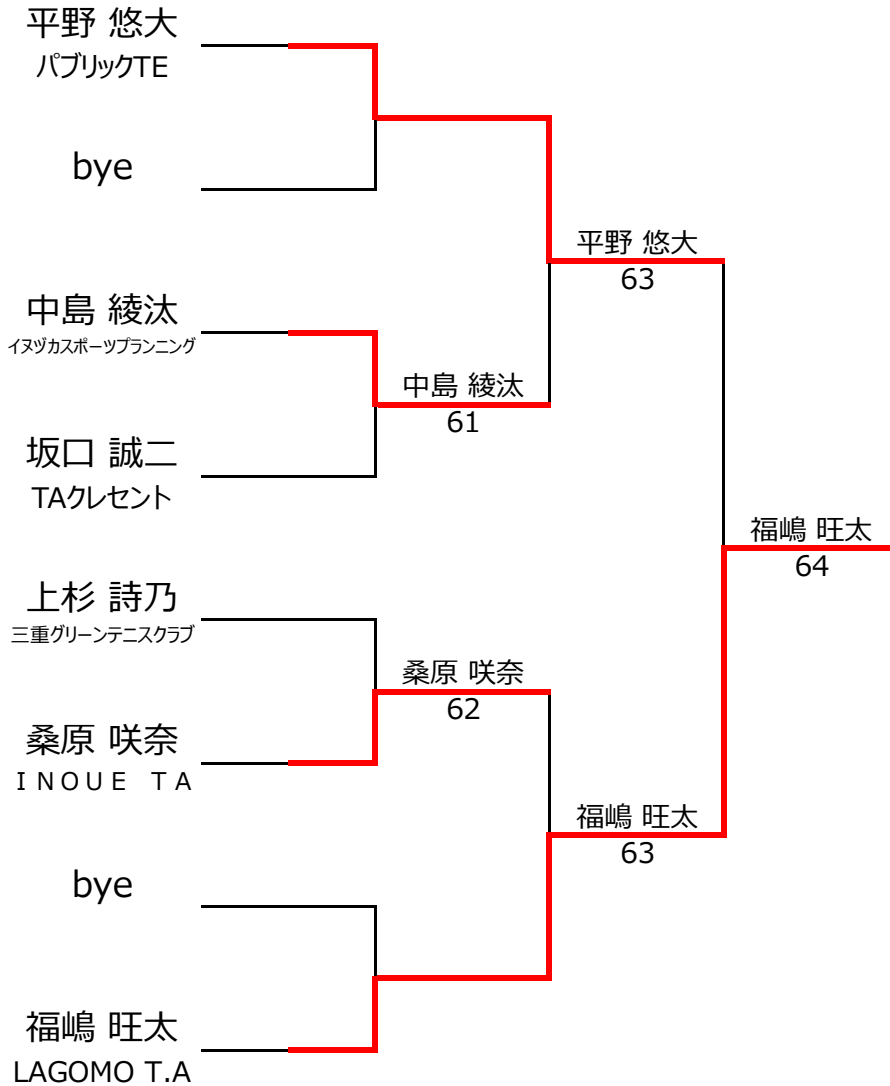 平野 悠大
パブリックTE
bye
平野 悠大
63
中島 綾汰
イヌヅカスポーツプランニング
中島 綾汰
61
坂口 誠二
TAクレセント
福嶋 旺太
64
上杉 詩乃
三重グリーンテニスクラブ
桑原 咲奈
62
桑原 咲奈
ＩＮＯＵＥ　ＴＡ
福嶋 旺太
63
bye
福嶋 旺太
LAGOMO T.A